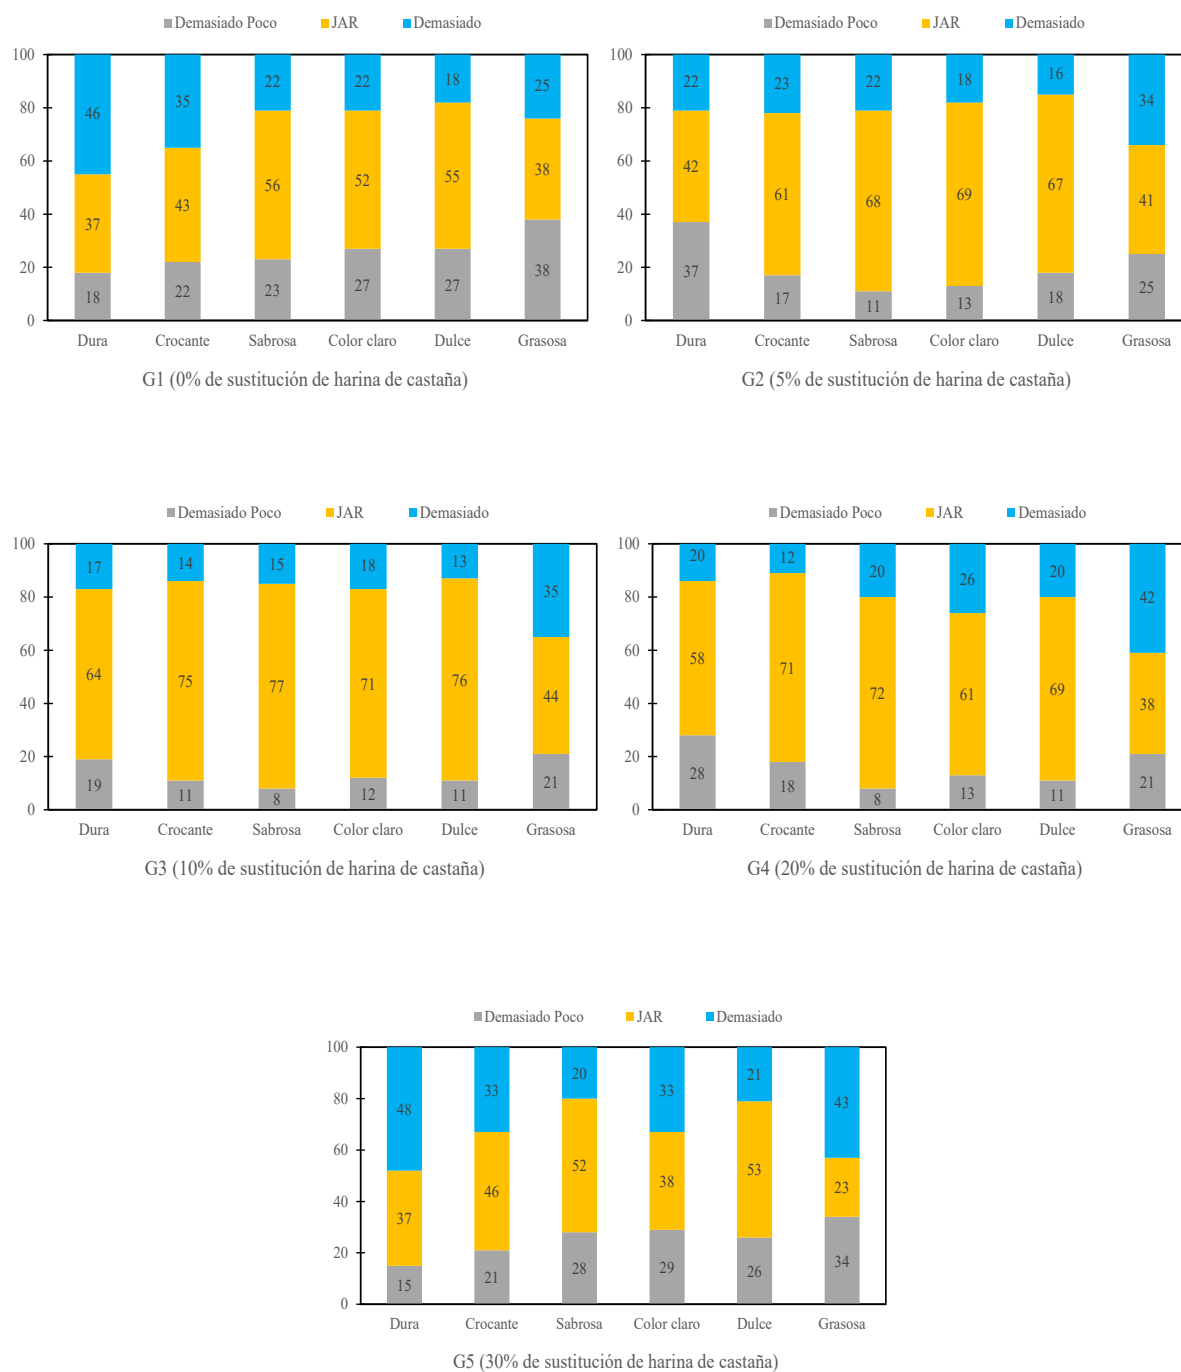 Demasiado Poco JAR Demasiado
100
80
60
40
20
0
46 35 22 22 18 25
37 43 56 52 55 38
18 22 23 27 27 38
Dura Crocante Sabrosa Color claro Dulce Grasosa
G1 (0% de sustitución de harina de castaña)
Demasiado Poco JAR Demasiado
100
80
60
40
20
0
22 23 22 18 16 34
42 61 68 69 67 41
37 17 11 13 18 25
Dura Crocante Sabrosa Color claro Dulce Grasosa
G2 (5% de sustitución de harina de castaña)
Demasiado Poco JAR Demasiado
100
80
60
40
20
0
17 14 15 18 13 35
64 75 77 71 76 44
19 11 8 12 11 21
Dura Crocante Sabrosa Color claro Dulce Grasosa
G3 (10% de sustitución de harina de castaña)
Demasiado Poco JAR Demasiado
100
80
60
40
20
0
20 12 20 26 20 42
58 71 72 61 69 38
28 18 8 13 11 21
Dura Crocante Sabrosa Color claro Dulce Grasosa
G4 (20% de sustitución de harina de castaña)
Demasiado Poco JAR Demasiado
100
80
60
40
20
0
48 33 20 33 21 43
37 46 52 38 53 23
15 21 28 29 26 34
Dura Crocante Sabrosa Color claro Dulce Grasosa
G5 (30% de sustitución de harina de castaña)